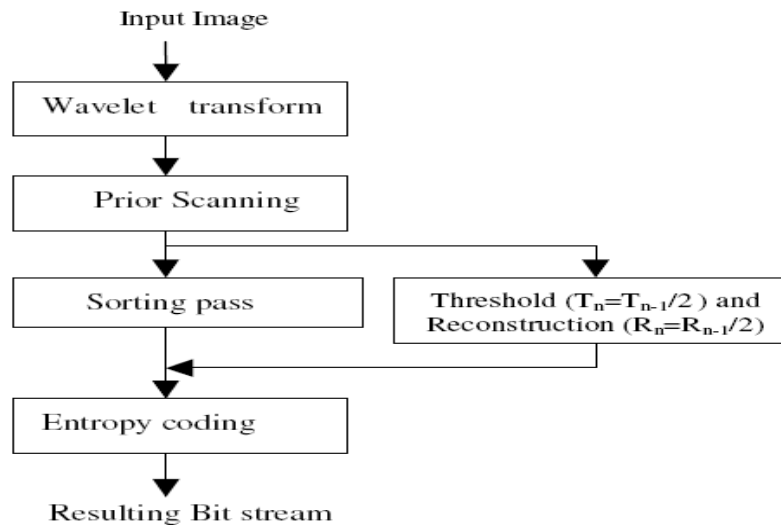 Input Image
Wavelet transform
Prior Scanning
Sorting pass
Threshold (Tₙ=Tₙ₋₁/2 ) and
Reconstruction (Rₙ=Rₙ₋₁/2)
Entropy coding
Resulting Bit stream